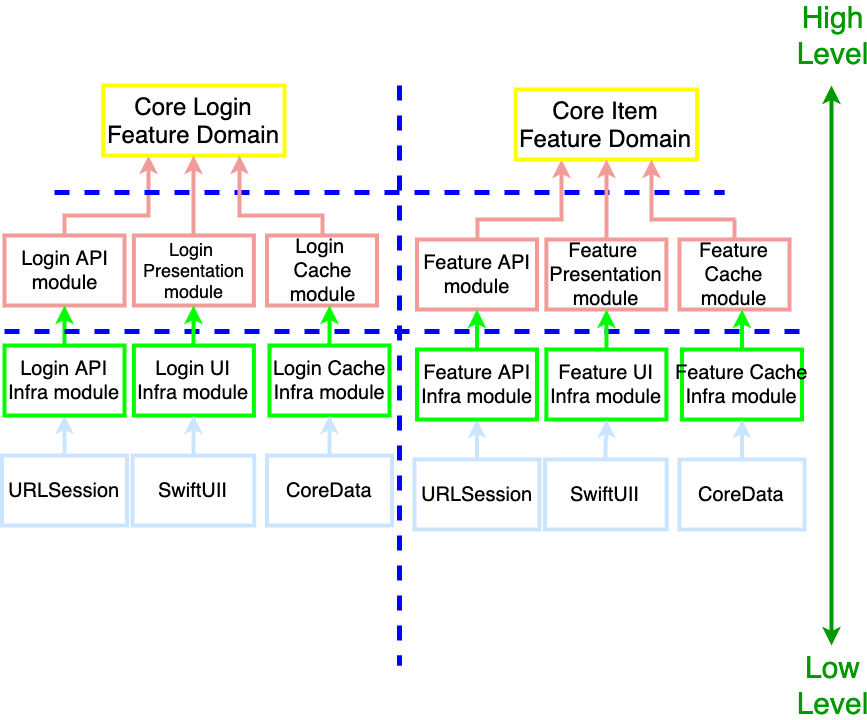 High
Level
Core Login
Feature Domain
Core Item
Feature Domain
Login API
module
Login
Presentation
module
Login
Cache
module
Feature API
module
Feature
Presentation
module
Feature
Cache
module
Login API
Infra module
Login UI
Infra module
Login Cache
Infra module
Feature API
Infra module
Feature UI
Infra module
Feature Cache
Infra module
URLSession
SwiftUII
CoreData
URLSession
SwiftUII
CoreData
Low
Level